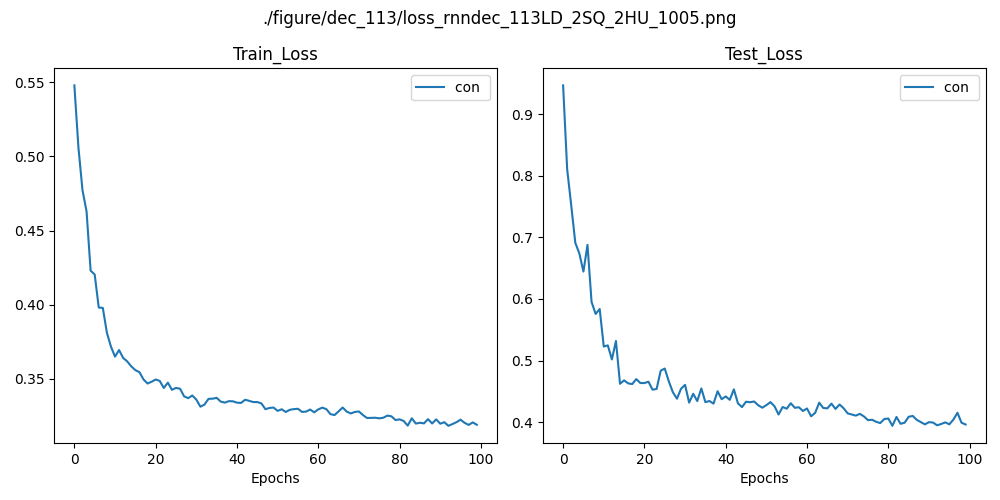 ./figure/dec_113/loss_rnndec_113LD_2SQ_2HU_1005.png
Train_Loss
con
0.55
0.50
0.45
0.40
0.35
0 20 40 60 80 100
Epochs
Test_Loss
con
0.9
0.8
0.7
0.6
0.5
0.4
0 20 40 60 80 100
Epochs